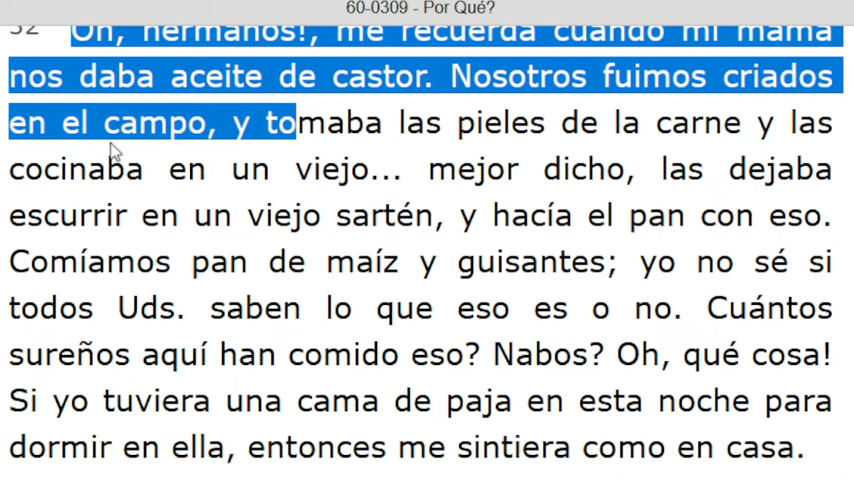 60-0309 - Por Qué?
52 Oh, hermanos!, me recuerda cuando mi mamá
nos daba aceite de castor. Nosotros fuimos criados
en el campo, y tomaba las pieles de la carne y las
cocinaba en un viejo... mejor dicho, las dejaba
escurrir en un viejo sartén, y hacía el pan con eso.
Comíamos pan de maíz y guisantes; yo no sé si
todos Uds. saben lo que eso es o no. Cuántos
sureños aquí han comido eso? Nabos? Oh, qué cosa!
Si yo tuviera una cama de paja en esta noche para
dormir en ella, entonces me sintiera como en casa.